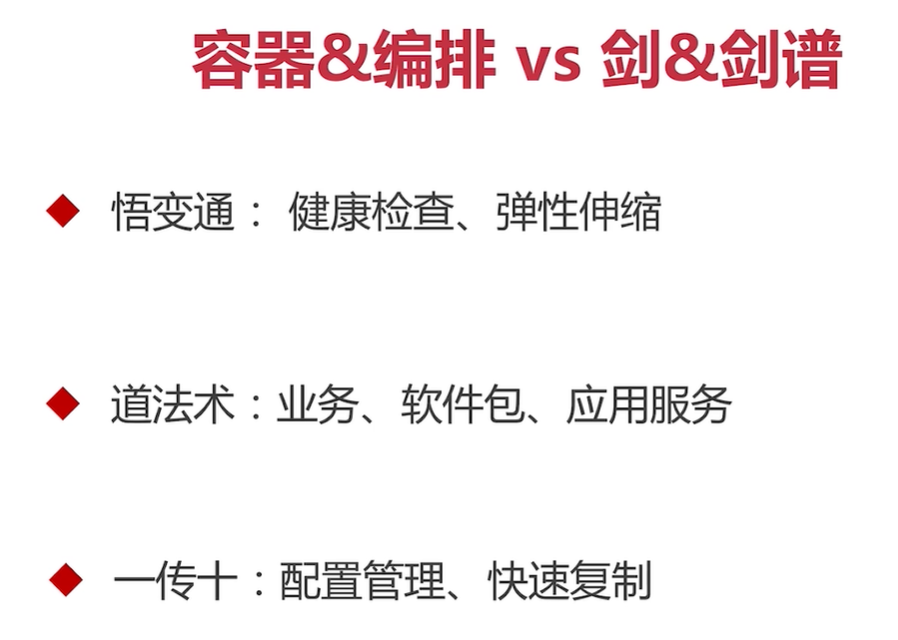 容器&编排 vs 剑&剑谱
悟变通： 健康检查、弹性伸缩
道法术：业务、软件包、应用服务
一传十：配置管理、快速复制